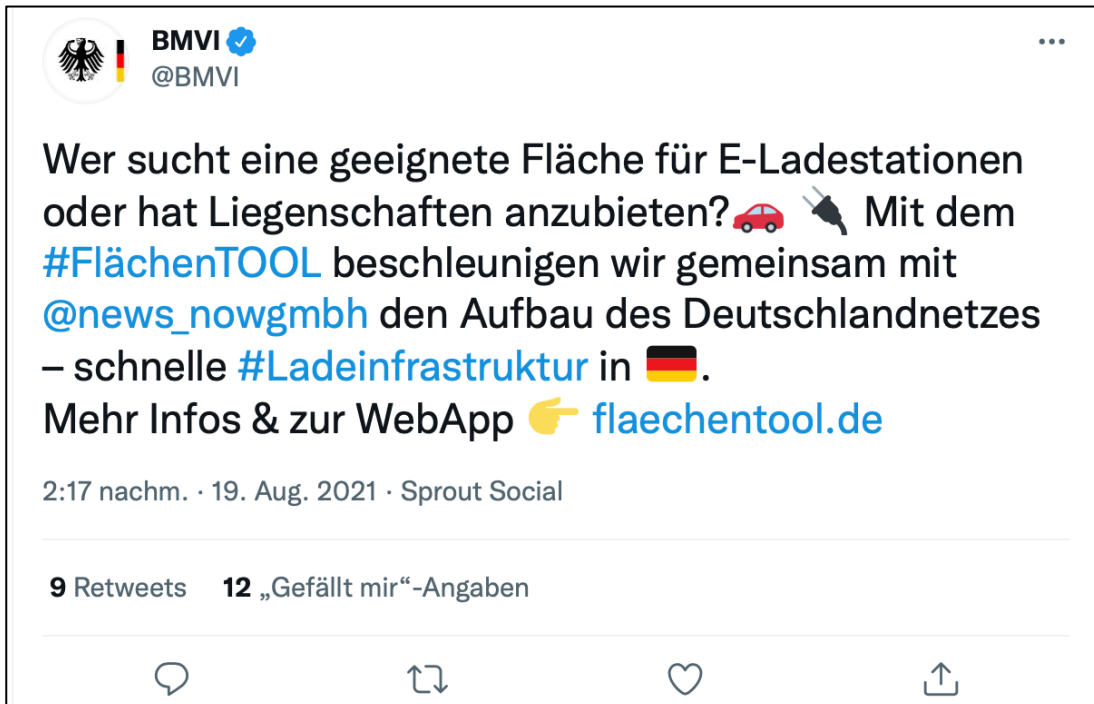 BMVI
@BMVI
Wer sucht eine geeignete Fläche für E-Ladestationen
oder hat Liegenschaften anzubieten?🚗 🔌 Mit dem
#FlächenTOOL beschleunigen wir gemeinsam mit
@news_nowgmbh den Aufbau des Deutschlandnetzes
– schnelle #Ladeinfrastruktur in 🇩🇪.
Mehr Infos & zur WebApp 👉 flaechentool.de
2:17 nachm. · 19. Aug. 2021 · Sprout Social
9 Retweets 12 „Gefällt mir“-Angaben